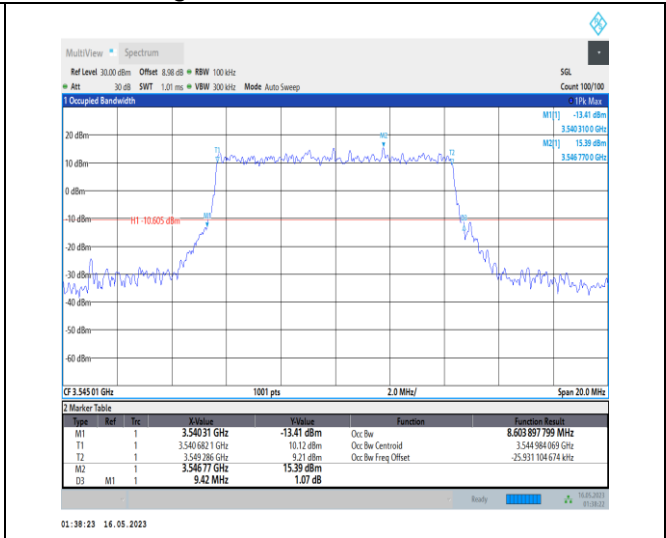 MultiView Spectrum
Ref Level 30.00 dBm Offset 8.98 dB RBW 100 kHz SGL
Att 30 dB SWT 1.01 ms VBW 300 kHz Mode Auto Sweep Count 100/100
1 Occupied Bandwidth 1Pk Max
M1[1] -13.41 dBm
3.540 310 0 GHz
M2[1] 15.39 dBm
3.546 770 0 GHz
20 dBm
M2
T1
T2
10 dBm
0 dBm
-10 dBm
H1 -10.605 dBm
M1
D3
-20 dBm
-30 dBm
-40 dBm
-50 dBm
-60 dBm
CF 3.545 01 GHz 1001 pts 2.0 MHz/ Span 20.0 MHz
2 Marker Table
Type Ref Trc X-Value Y-Value Function Function Result
M1 1 3.540 31 GHz -13.41 dBm Occ Bw 8.603 897 799 MHz
T1 1 3.540 682 1 GHz 10.12 dBm Occ Bw Centroid 3.544 984 069 GHz
T2 1 3.549 286 GHz 9.21 dBm Occ Bw Freq Offset -25.931 104 674 kHz
M2 1 3.546 77 GHz 15.39 dBm
D3 M1 1 9.42 MHz 1.07 dB
Ready 16.05.2023
01:38:22
01:38:23 16.05.2023